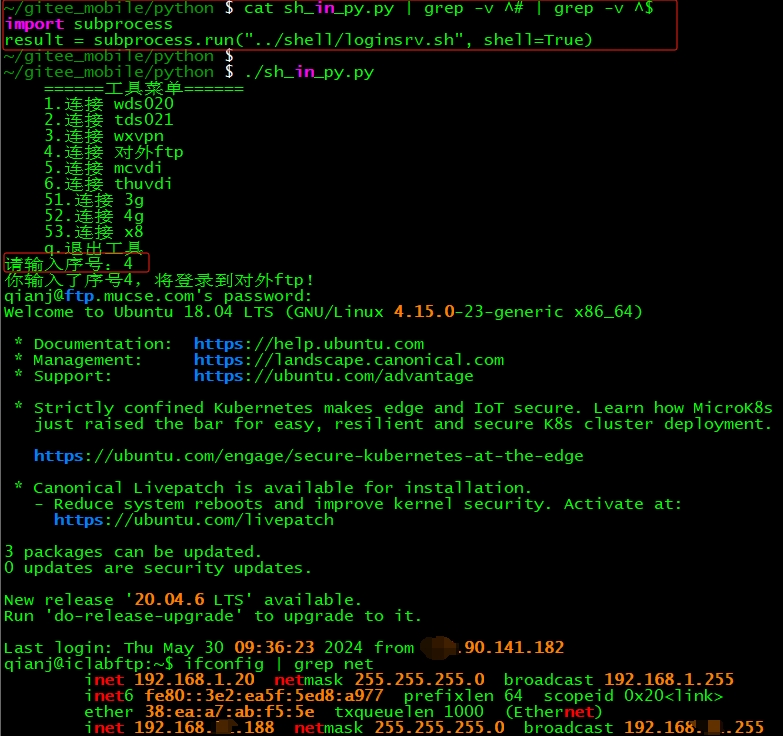 ~/gitee_mobile/python $ cat sh_in_py.py | grep -v ^# | grep -v ^$
import subprocess
result = subprocess.run("../shell/loginsrv.sh", shell=True)
~/gitee_mobile/python $
~/gitee_mobile/python $ ./sh_in_py.py
======工具菜单======
1.连接 wds020
2.连接 tds021
3.连接 wxvpn
4.连接 对外ftp
5.连接 mcvdi
6.连接 thuvdi
51.连接 3g
52.连接 4g
53.连接 x8
q.退出工具
请输入序号：4
你输入了序号4，将登录到对外ftp！
qianj@ftp.mucse.com's password:
Welcome to Ubuntu 18.04 LTS (GNU/Linux 4.15.0-23-generic x86_64)
* Documentation:  https://help.ubuntu.com
* Management:     https://landscape.canonical.com
* Support:        https://ubuntu.com/advantage
* Strictly confined Kubernetes makes edge and IoT secure. Learn how MicroK8s
just raised the bar for easy, resilient and secure K8s cluster deployment.
https://ubuntu.com/engage/secure-kubernetes-at-the-edge
* Canonical Livepatch is available for installation.
- Reduce system reboots and improve kernel security. Activate at:
https://ubuntu.com/livepatch
3 packages can be updated.
0 updates are security updates.
New release '20.04.6 LTS' available.
Run 'do-release-upgrade' to upgrade to it.
Last login: Thu May 30 09:36:23 2024 from .90.141.182
qianj@iclabftp:~$ ifconfig | grep net
inet 192.168.1.20  netmask 255.255.255.0  broadcast 192.168.1.255
inet6 fe80::3e2:ea5f:5ed8:a977  prefixlen 64  scopeid 0x20<link>
ether 38:ea:a7:ab:f5:5e  txqueuelen 1000  (Ethernet)
inet 192.168. .188  netmask 255.255.255.0  broadcast 192.168. .255